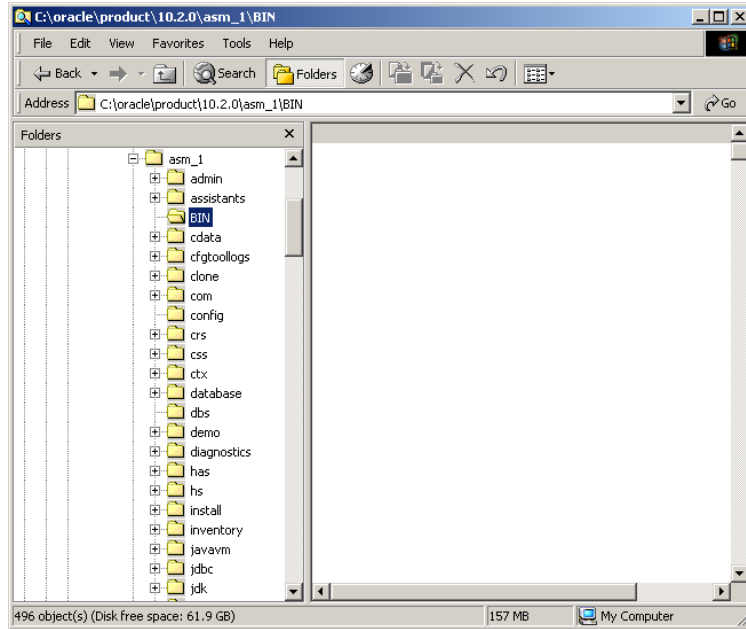 C:\oracle\product\10.2.0\asm_1\BIN
File Edit View Favorites Tools Help
Back Search Folders
Address C:\oracle\product\10.2.0\asm_1\BIN Go
Folders
asm_1
admin
assistants
BIN
cdata
cfgtoollogs
clone
com
config
crs
css
ctx
database
dbs
demo
diagnostics
has
hs
install
inventory
javavm
jdbc
jdk
496 object(s) (Disk free space: 61.9 GB) 157 MB My Computer